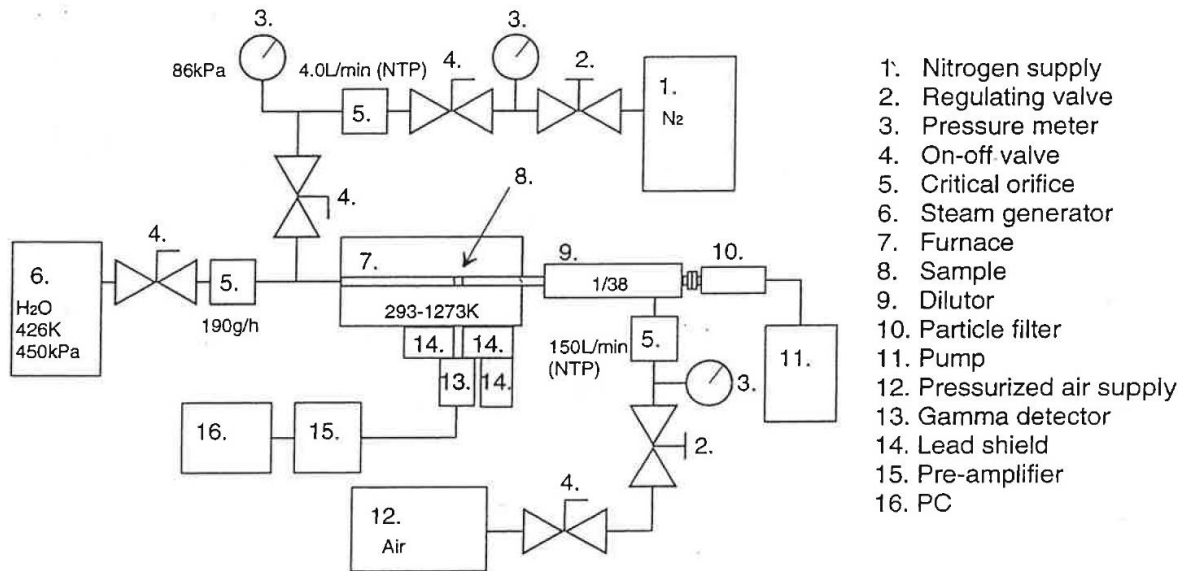 3.
3.
86kPa
4.0L/min (NTP)
4.
2.
5.
1.
N2
4.
8.
4.
6.
H2O
426K
450kPa
5.
190g/h
7.
293-1273K
9.
1/38
10.
14.
14.
13.
14.
150L/min
(NTP)
5.
3.
11.
16.
15.
2.
4.
12.
Air
1. Nitrogen supply
2. Regulating valve
3. Pressure meter
4. On-off valve
5. Critical orifice
6. Steam generator
7. Furnace
8. Sample
9. Dilutor
10. Particle filter
11. Pump
12. Pressurized air supply
13. Gamma detector
14. Lead shield
15. Pre-amplifier
16. PC